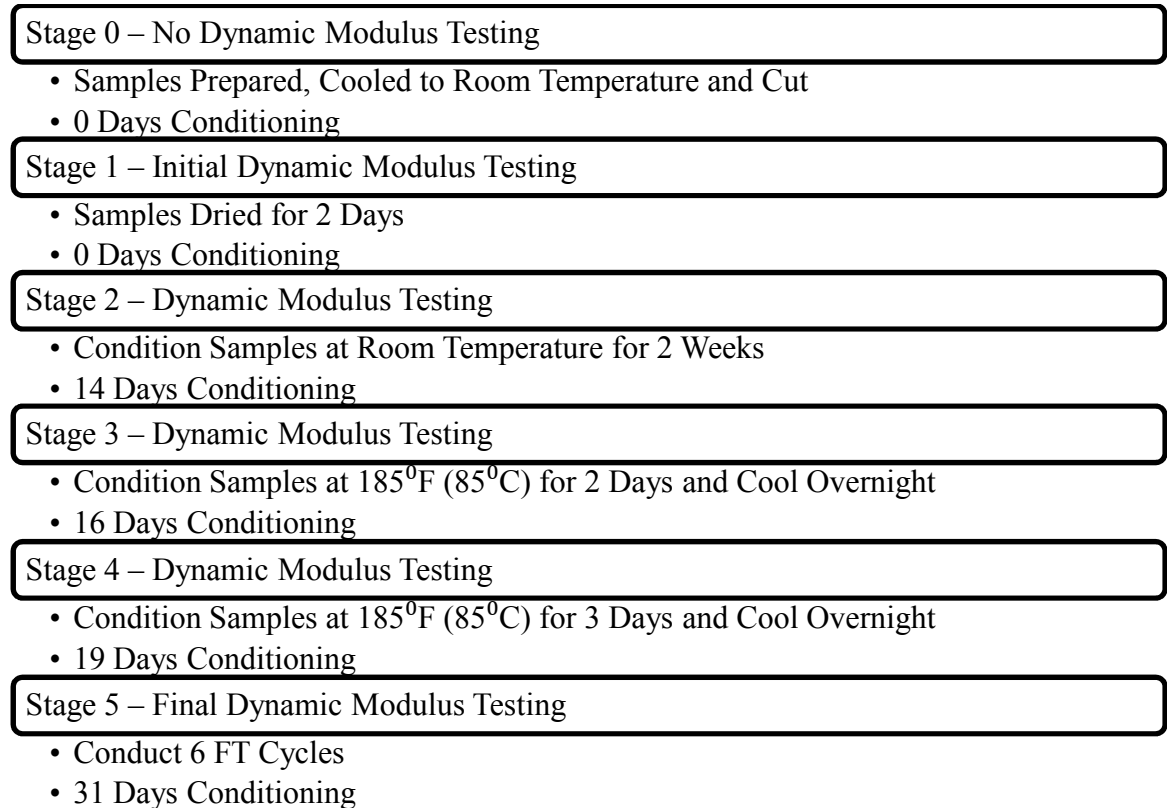 Stage 0 – No Dynamic Modulus Testing
• Samples Prepared, Cooled to Room Temperature and Cut
• 0 Days Conditioning
Stage 1 – Initial Dynamic Modulus Testing
• Samples Dried for 2 Days
• 0 Days Conditioning
Stage 2 – Dynamic Modulus Testing
• Condition Samples at Room Temperature for 2 Weeks
• 14 Days Conditioning
Stage 3 – Dynamic Modulus Testing
• Condition Samples at 185⁰F (85⁰C) for 2 Days and Cool Overnight
• 16 Days Conditioning
Stage 4 – Dynamic Modulus Testing
• Condition Samples at 185⁰F (85⁰C) for 3 Days and Cool Overnight
• 19 Days Conditioning
Stage 5 – Final Dynamic Modulus Testing
• Conduct 6 FT Cycles
• 31 Days Conditioning